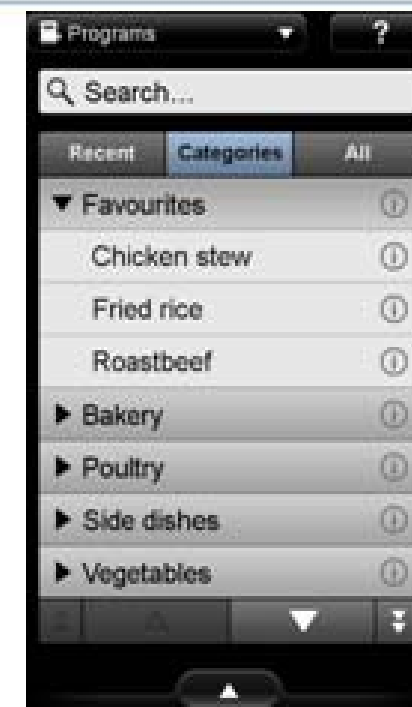 Programs ?
Search...
Recent Categories All
Favourites
Chicken stew
Fried rice
Roastbeef
Bakery
Poultry
Side dishes
Vegetables